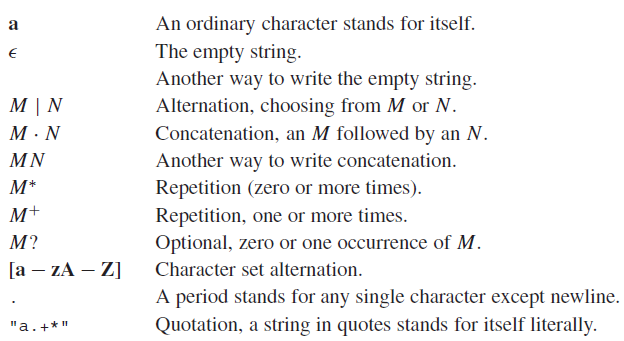 a An ordinary character stands for itself.
ϵ The empty string.
Another way to write the empty string.
M | N Alternation, choosing from M or N.
M · N Concatenation, an M followed by an N.
MN Another way to write concatenation.
M* Repetition (zero or more times).
M+ Repetition, one or more times.
M? Optional, zero or one occurrence of M.
[a − zA − Z] Character set alternation.
. A period stands for any single character except newline.
"a.+*" Quotation, a string in quotes stands for itself literally.